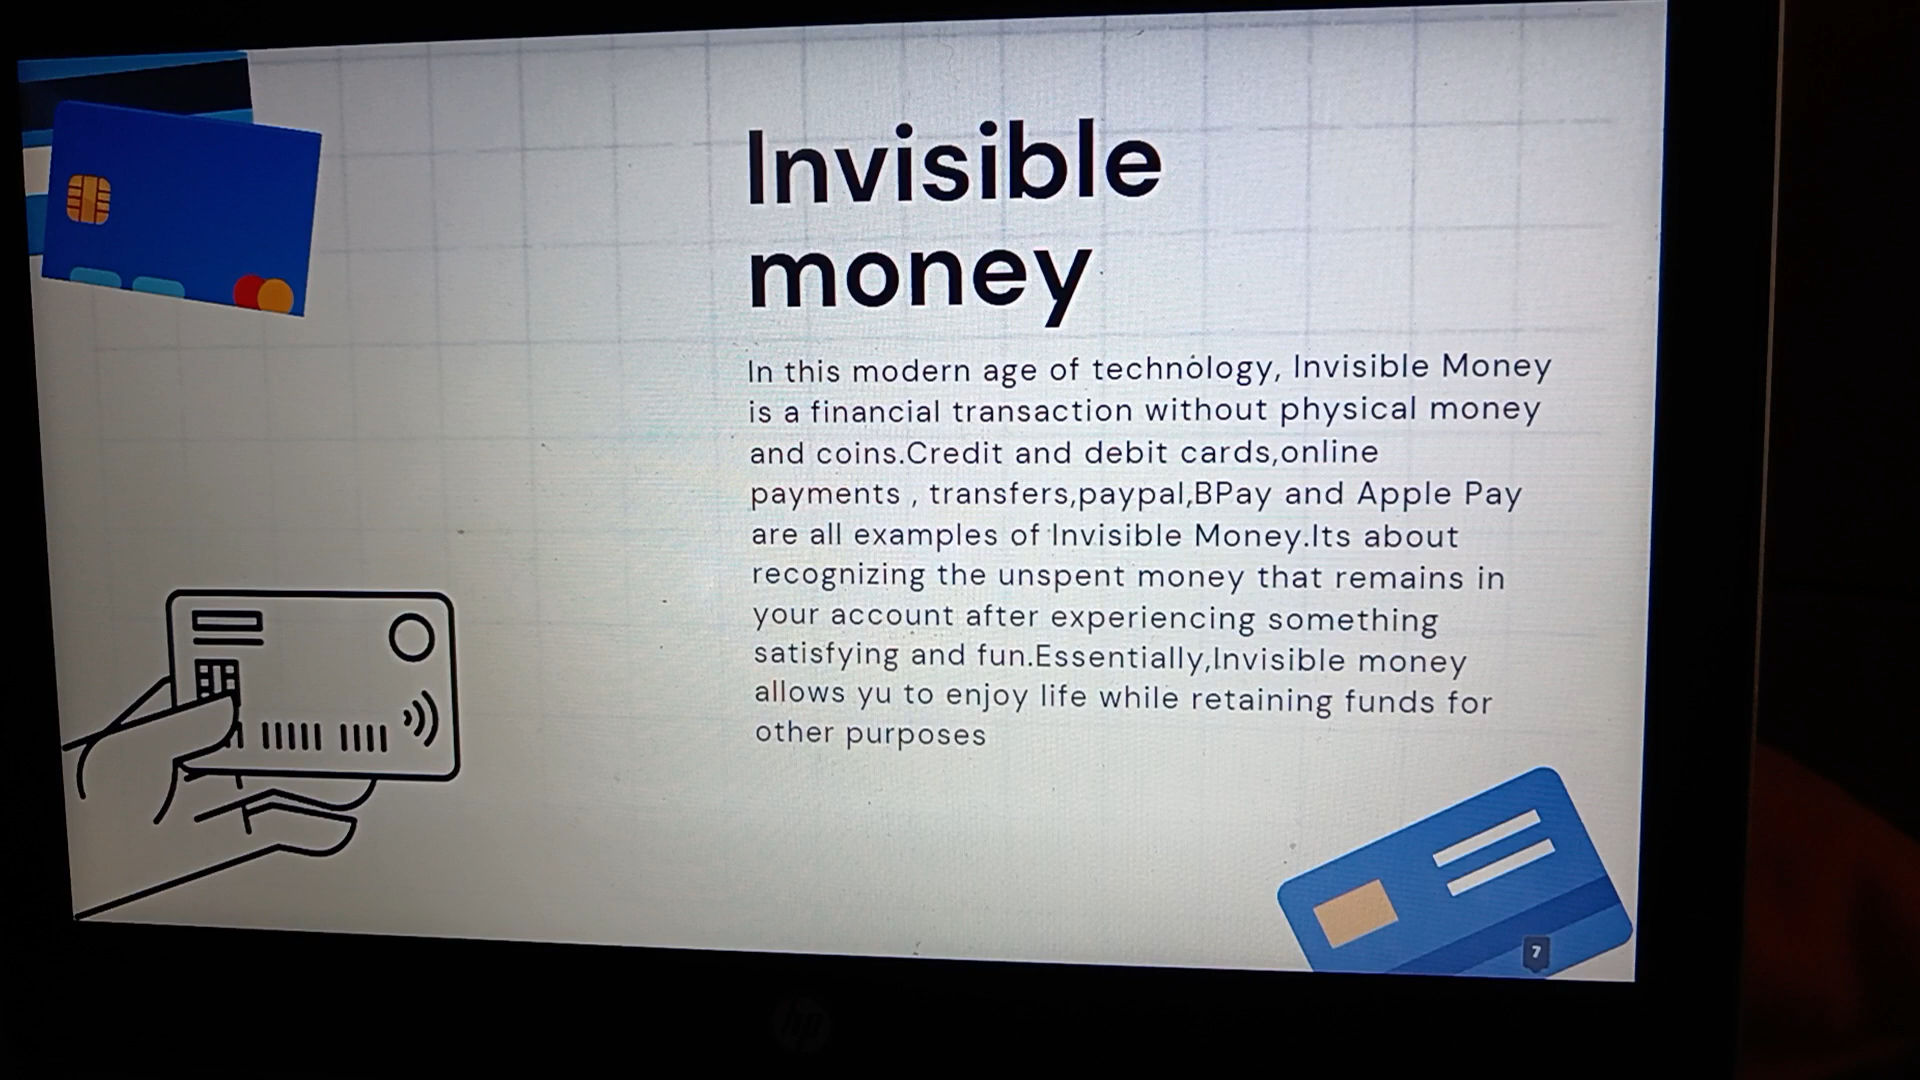 Invisible
money
In this modern age of technology, Invisible Money
is a financial transaction without physical money
and coins.Credit and debit cards,online
payments , transfers,paypal,BPay and Apple Pay
are all examples of Invisible Money.Its about
recognizing the unspent money that remains in
your account after experiencing something
satisfying and fun.Essentially,Invisible money
allows yu to enjoy life while retaining funds for
other purposes
7
hp